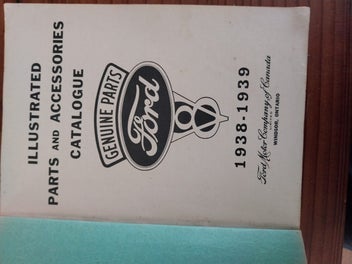 ILLUSTRATED
PARTS AND ACCESSORIES
CATALOGUE
GENUINE PARTS
Ford
V8
1938-1939
Ford Motor Company of Canada
WINDSOR, ONTARIO